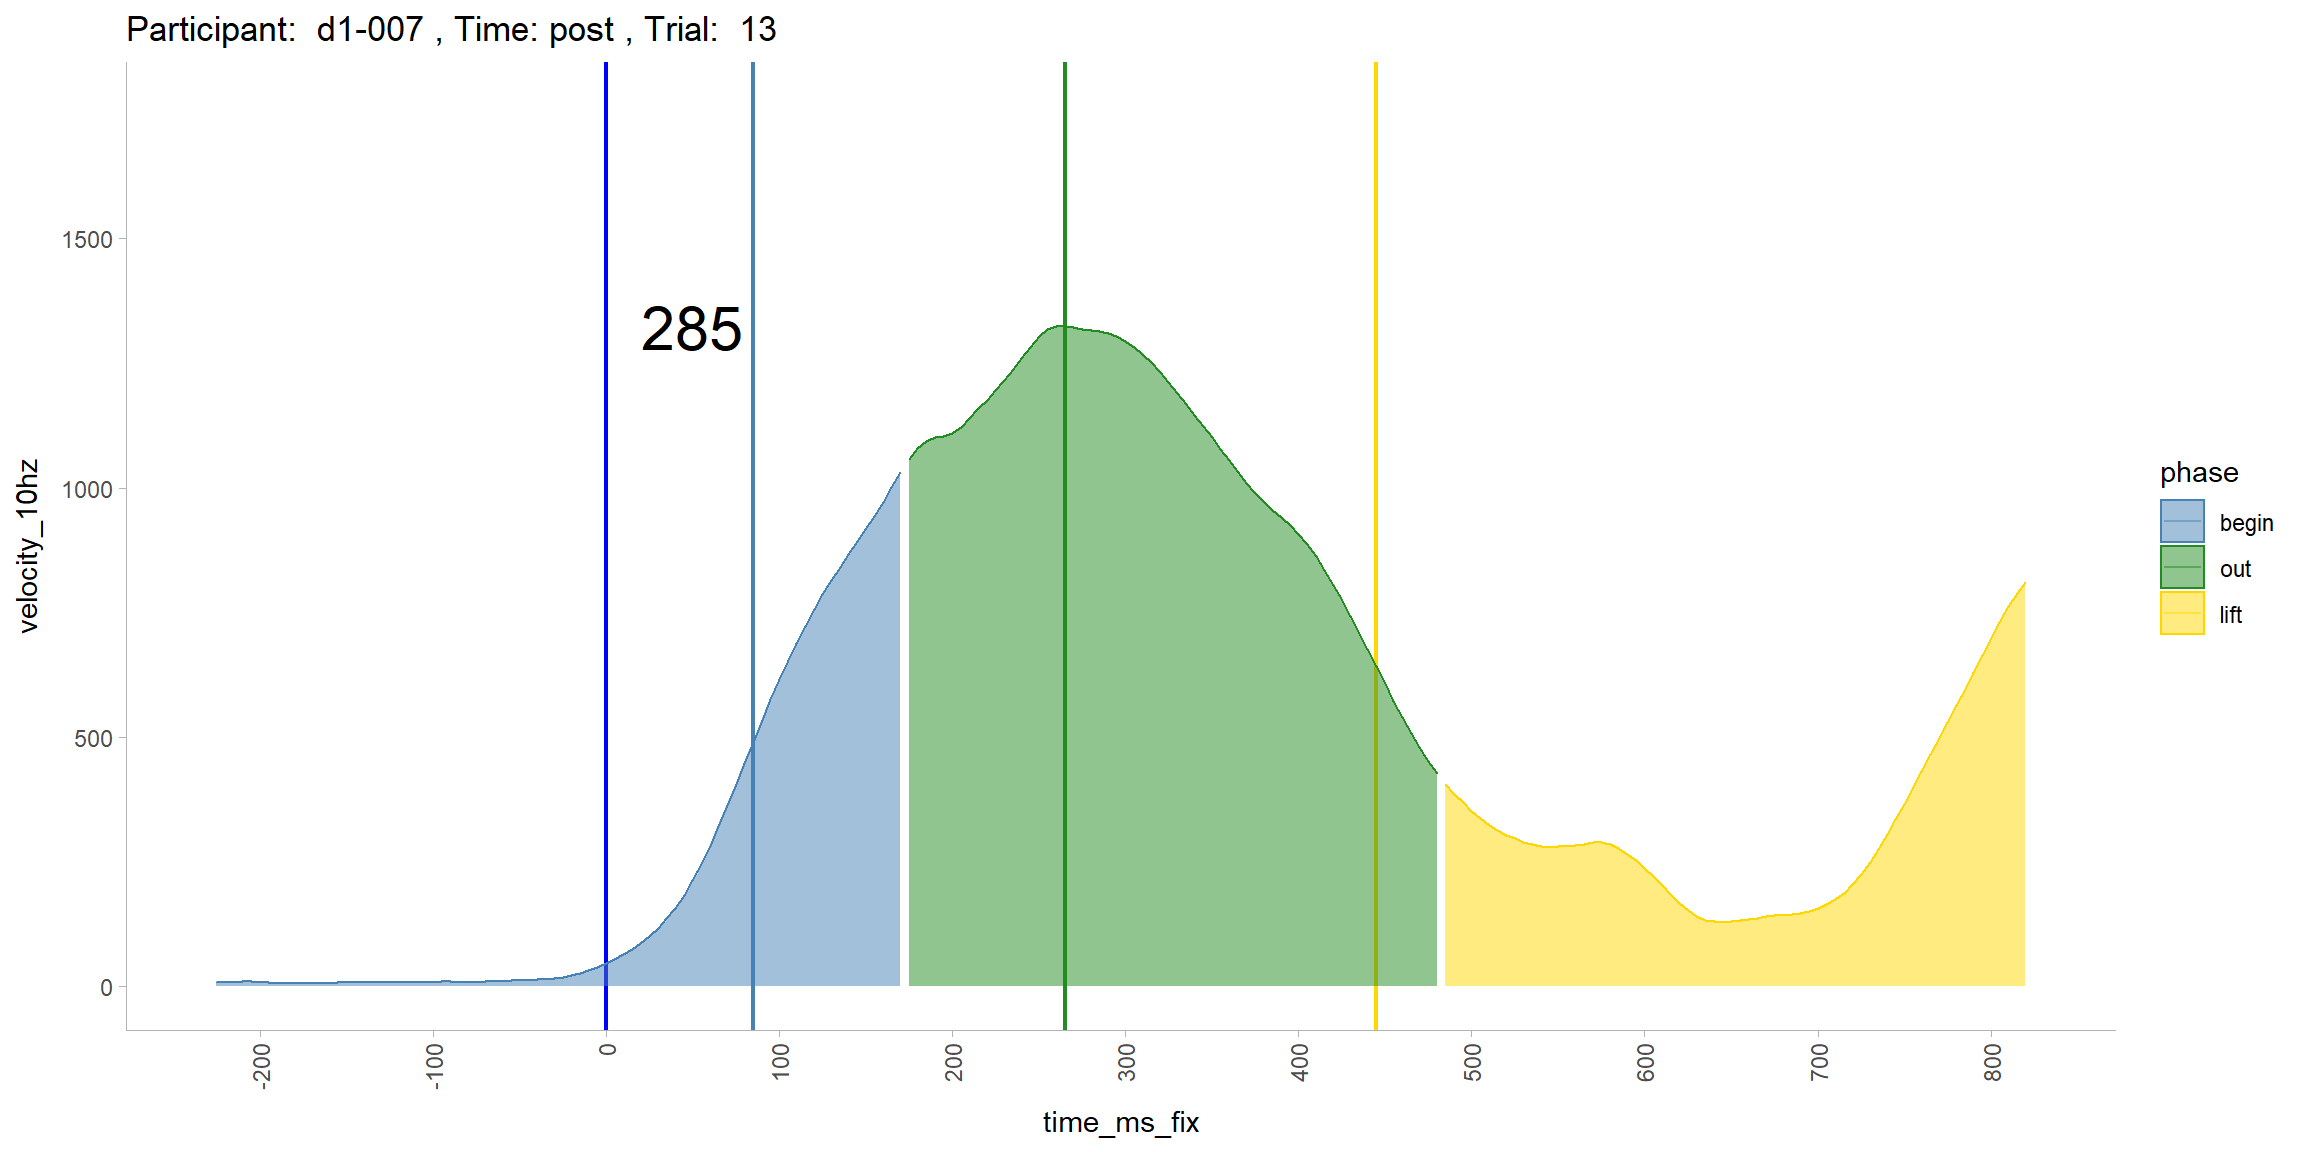 Participant:  d1-007 , Time: post , Trial:  13
285
velocity_10hz
1500
1000
500
0
-200
-100
0
100
200
300
400
500
600
700
800
time_ms_fix
phase
begin
out
lift